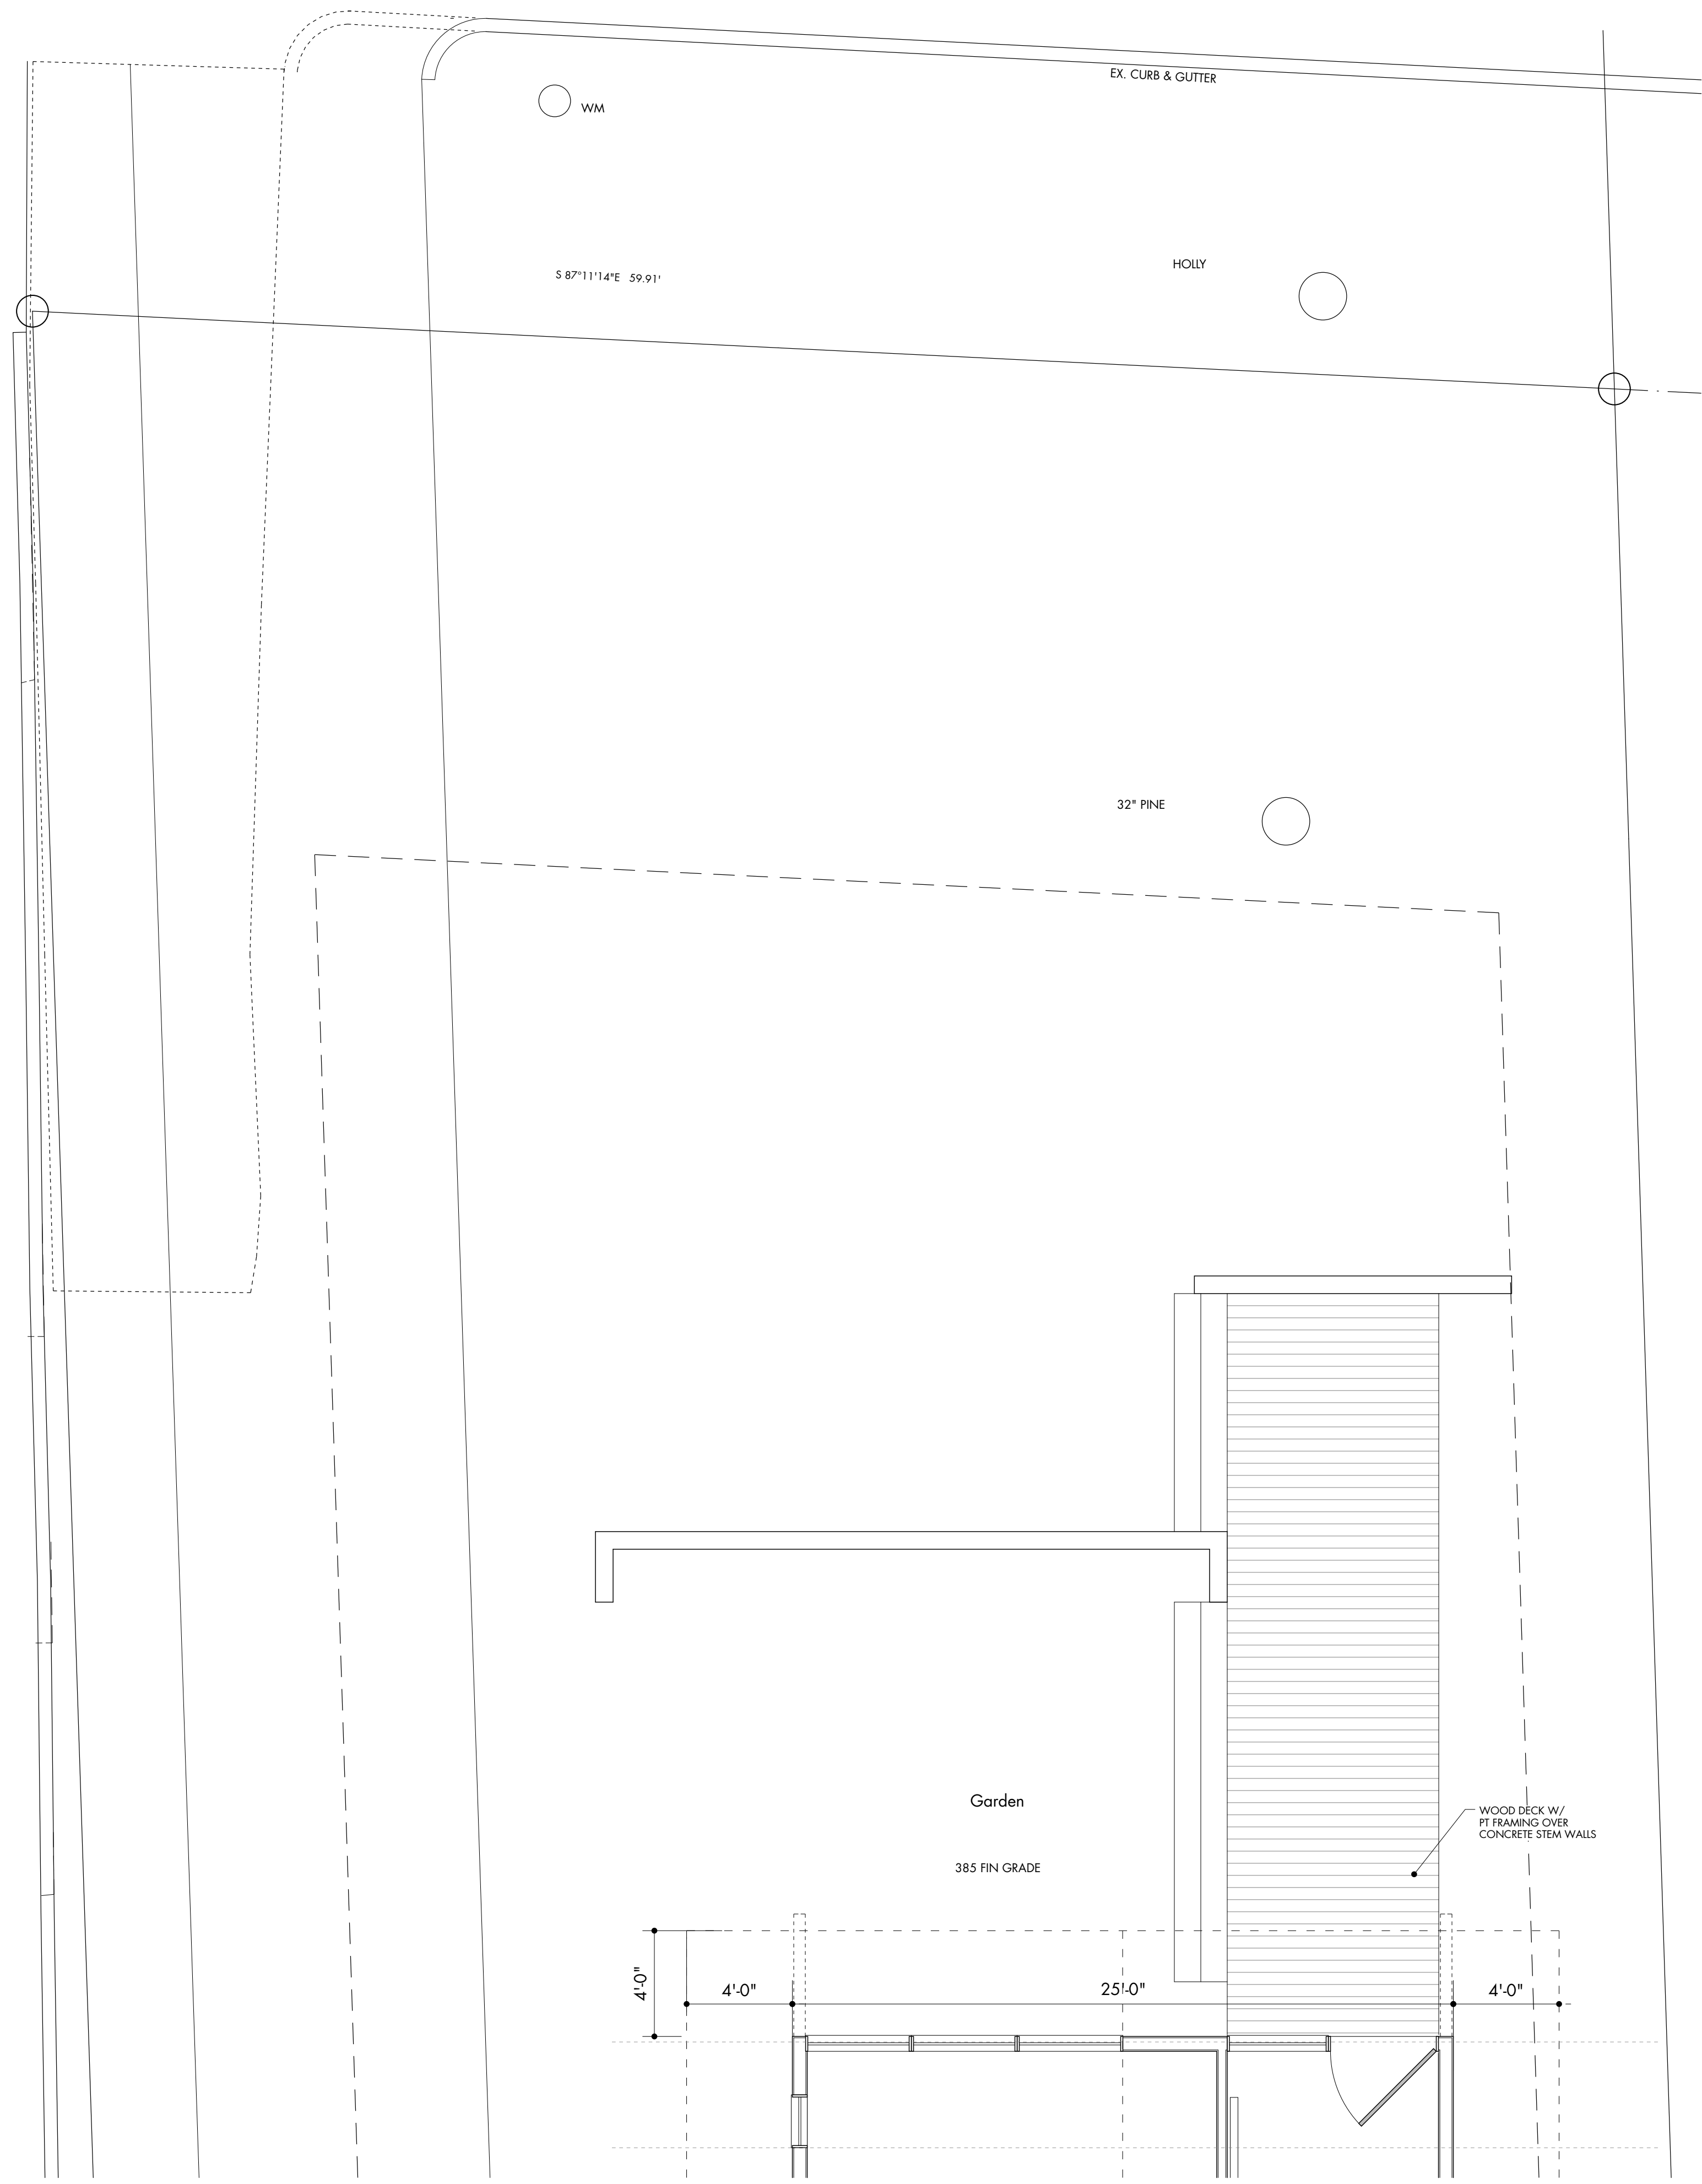 EX. CURB & GUTTER
WM
HOLLY
S 87°11'14"E 59.91'
32" PINE
Garden
WOOD DECK W/
PT FRAMING OVER
CONCRETE STEM WALLS
385 FIN GRADE
4'-0"
4'-0"
25'-0"
4'-0"